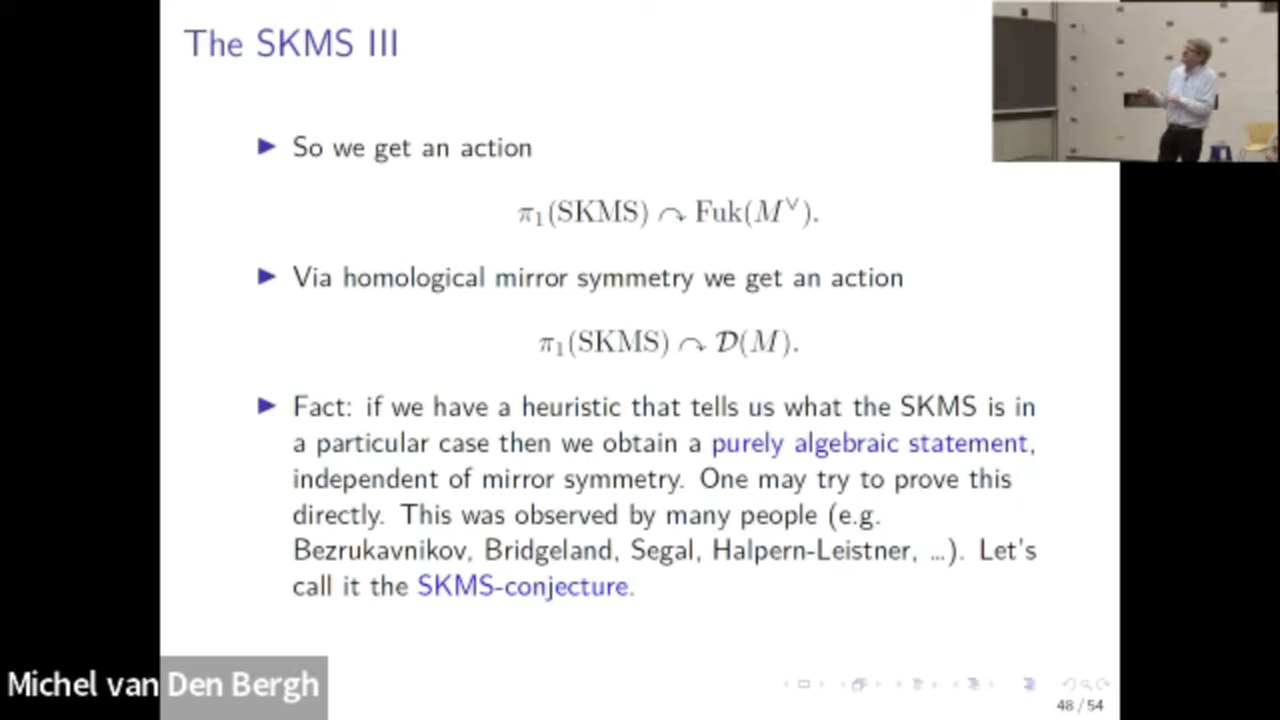 The SKMS III
▶ So we get an action
π₁(SKMS) ↷ Fuk(M^∨).
▶ Via homological mirror symmetry we get an action
π₁(SKMS) ↷ 𝒟(M).
▶ Fact: if we have a heuristic that tells us what the SKMS is in
a particular case then we obtain a purely algebraic statement,
independent of mirror symmetry. One may try to prove this
directly. This was observed by many people (e.g.
Bezrukavnikov, Bridgeland, Segal, Halpern-Leistner, ...). Let's
call it the SKMS-conjecture.
Michel van Den Bergh
48 / 54